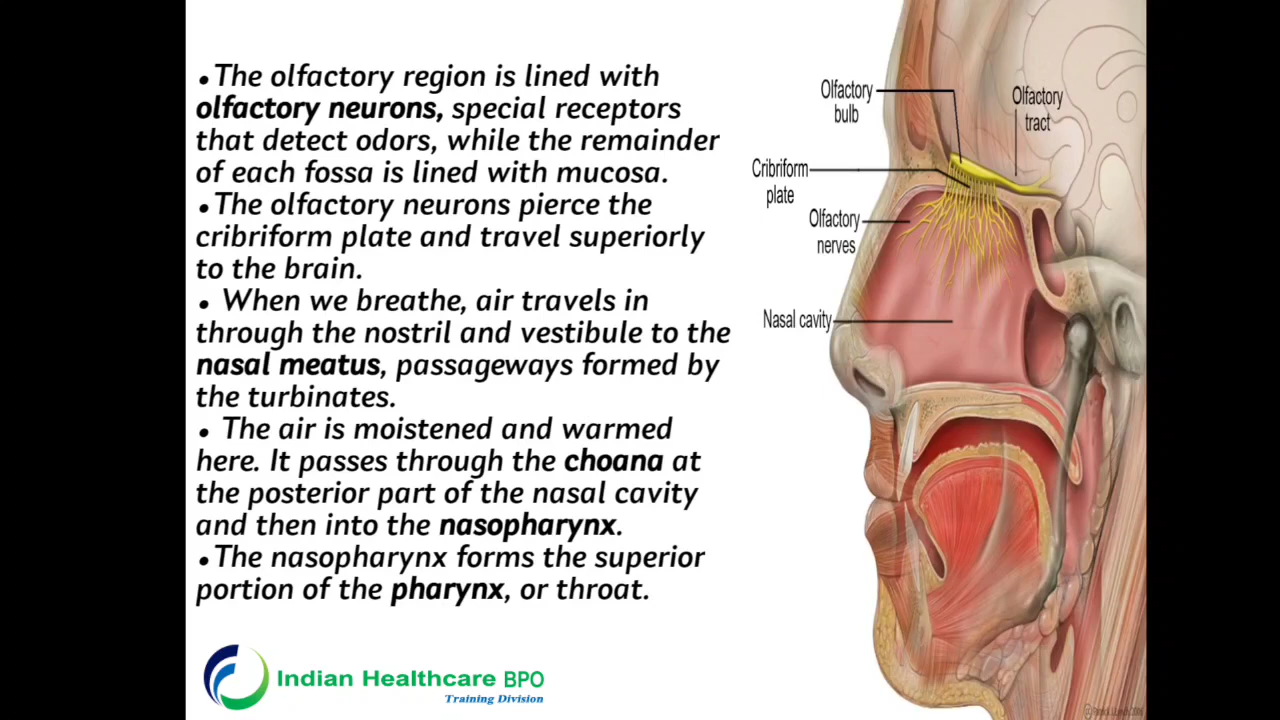 •The olfactory region is lined with
olfactory neurons, special receptors
that detect odors, while the remainder
of each fossa is lined with mucosa.
•The olfactory neurons pierce the
cribriform plate and travel superiorly
to the brain.
• When we breathe, air travels in
through the nostril and vestibule to the
nasal meatus, passageways formed by
the turbinates.
• The air is moistened and warmed
here. It passes through the choana at
the posterior part of the nasal cavity
and then into the nasopharynx.
•The nasopharynx forms the superior
portion of the pharynx, or throat.
Indian Healthcare BPO
Training Division
Olfactory
bulb
Olfactory
tract
Cribriform
plate
Olfactory
nerves
Nasal cavity